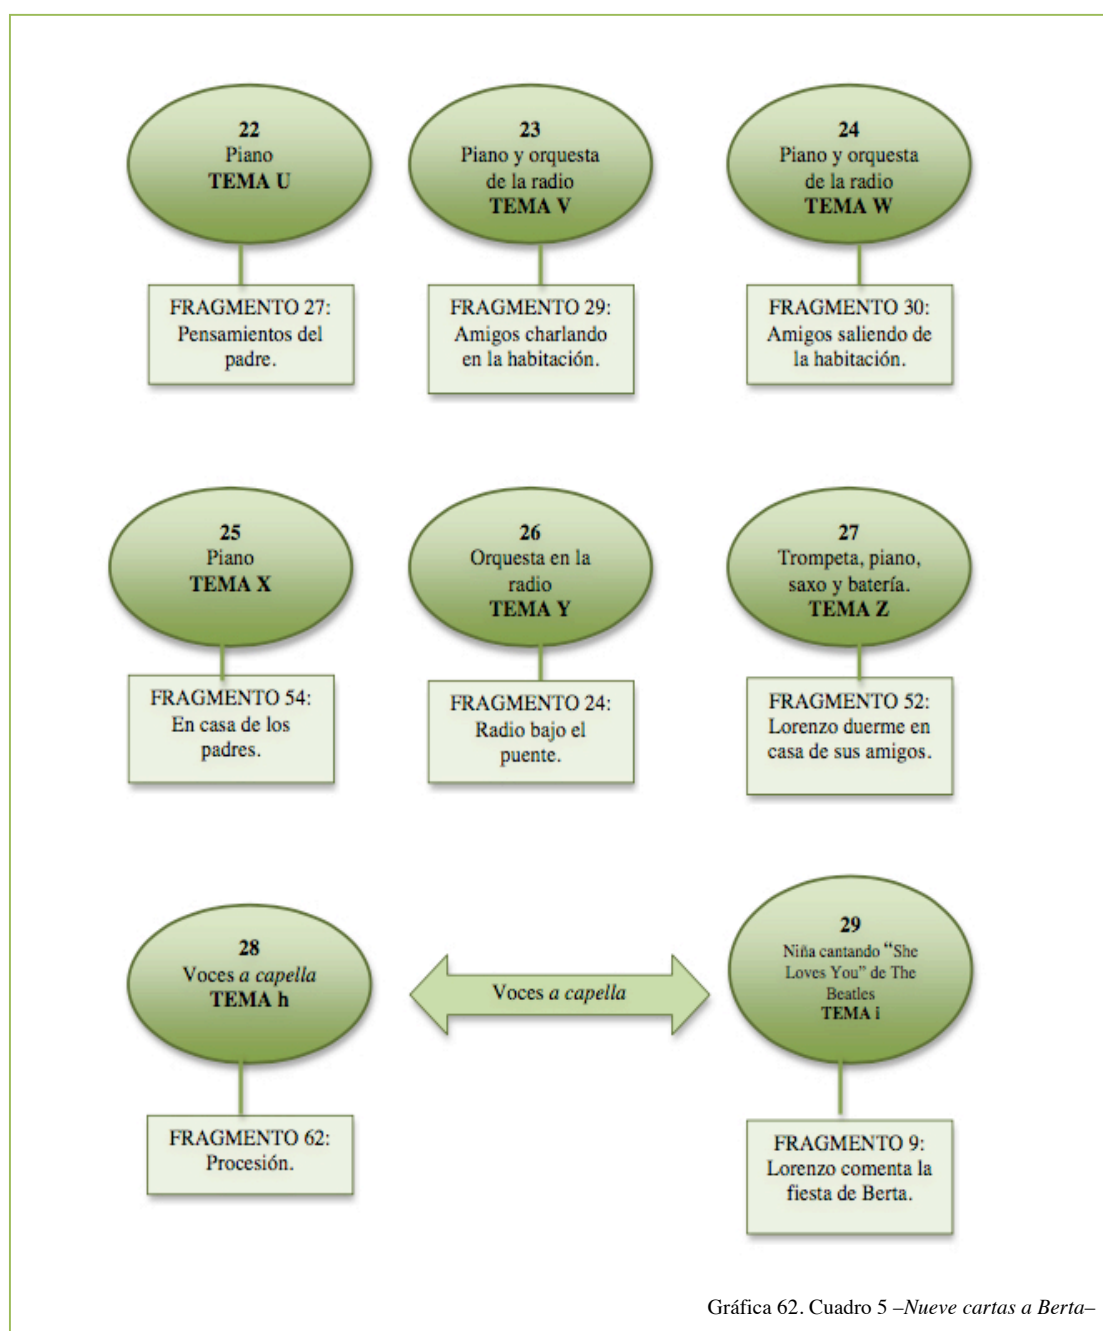 22
Piano
TEMA U
23
Piano y orquesta
de la radio
TEMA V
24
Piano y orquesta
de la radio
TEMA W
FRAGMENTO 27:
Pensamientos del
padre.
FRAGMENTO 29:
Amigos charlando
en la habitación.
FRAGMENTO 30:
Amigos saliendo de
la habitación.
25
Piano
TEMA X
26
Orquesta en la
radio
TEMA Y
27
Trompeta, piano,
saxo y batería.
TEMA Z
FRAGMENTO 54:
En casa de los
padres.
FRAGMENTO 24:
Radio bajo el
puente.
FRAGMENTO 52:
Lorenzo duerme en
casa de sus amigos.
28
Voces a capella
TEMA h
Voces a capella
29
Niña cantando “She
Loves You” de The
Beatles
TEMA i
FRAGMENTO 62:
Procesión.
FRAGMENTO 9:
Lorenzo comenta la
fiesta de Berta.
Gráfica 62. Cuadro 5 –Nueve cartas a Berta–